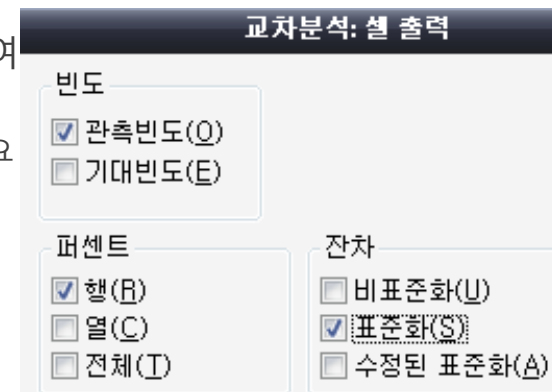 교차분석: 셀 출력
여
요
빈도
관측빈도(O)
기대빈도(E)
퍼센트
행(R)
열(C)
전체(T)
잔차
비표준화(U)
표준화(S)
수정된 표준화(A)